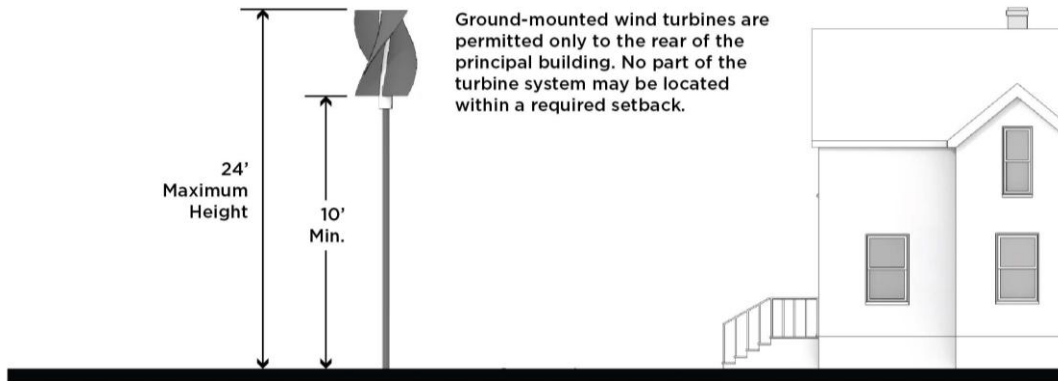 Ground-mounted wind turbines are
permitted only to the rear of the
principal building. No part of the
turbine system may be located
within a required setback.
24’
Maximum
Height
10’
Min.